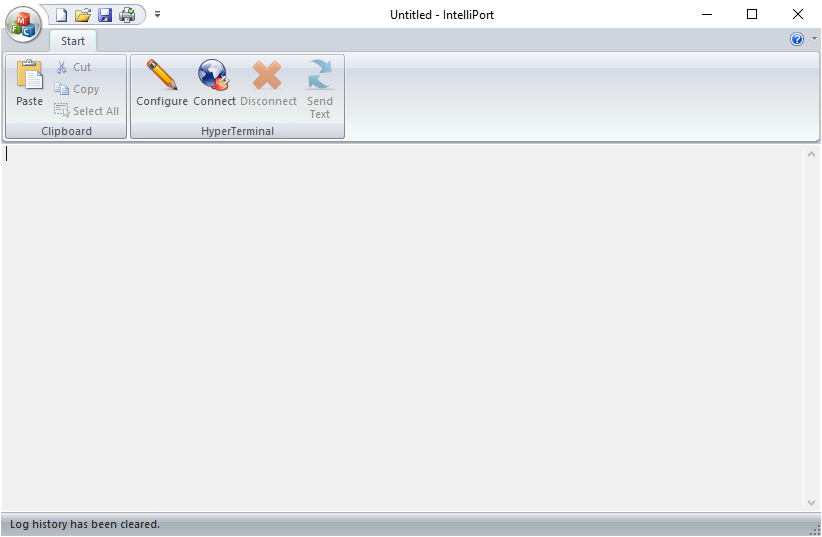 Untitled - IntelliPort
M
F C
Start
Paste
Cut
Copy
Select All
Clipboard
Configure
Connect
Disconnect
Send
Text
HyperTerminal
Log history has been cleared.